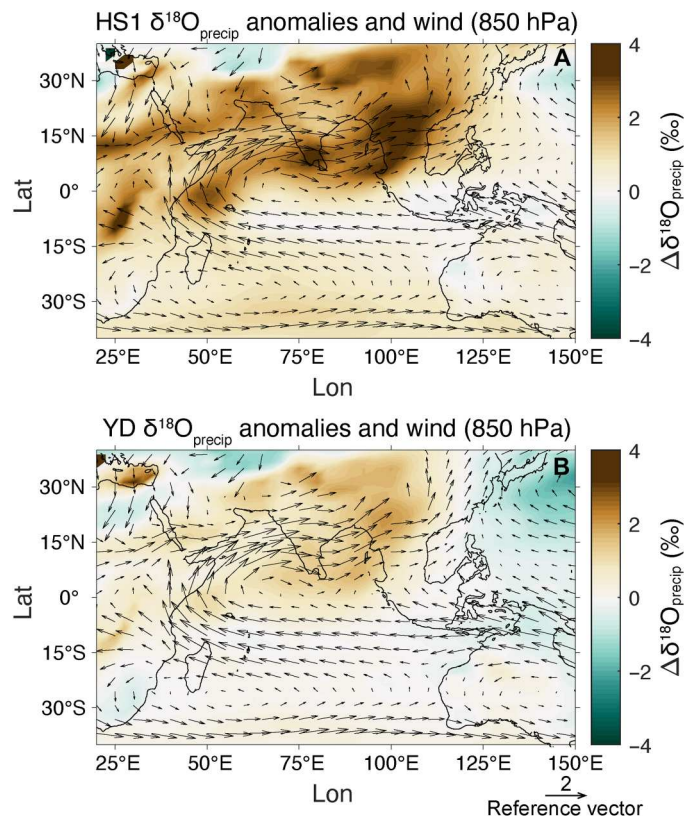 HS1 δ18Oprecip anomalies and wind (850 hPa)
A
30°N
15°N
0°
15°S
30°S
Lat
25°E 50°E 75°E 100°E 125°E 150°E
Lon
4
2
0
−2
−4
Δδ18Oprecip (‰)
YD δ18Oprecip anomalies and wind (850 hPa)
B
30°N
15°N
0°
15°S
30°S
Lat
25°E 50°E 75°E 100°E 125°E 150°E
Lon
4
2
0
−2
−4
Δδ18Oprecip (‰)
2
Reference vector